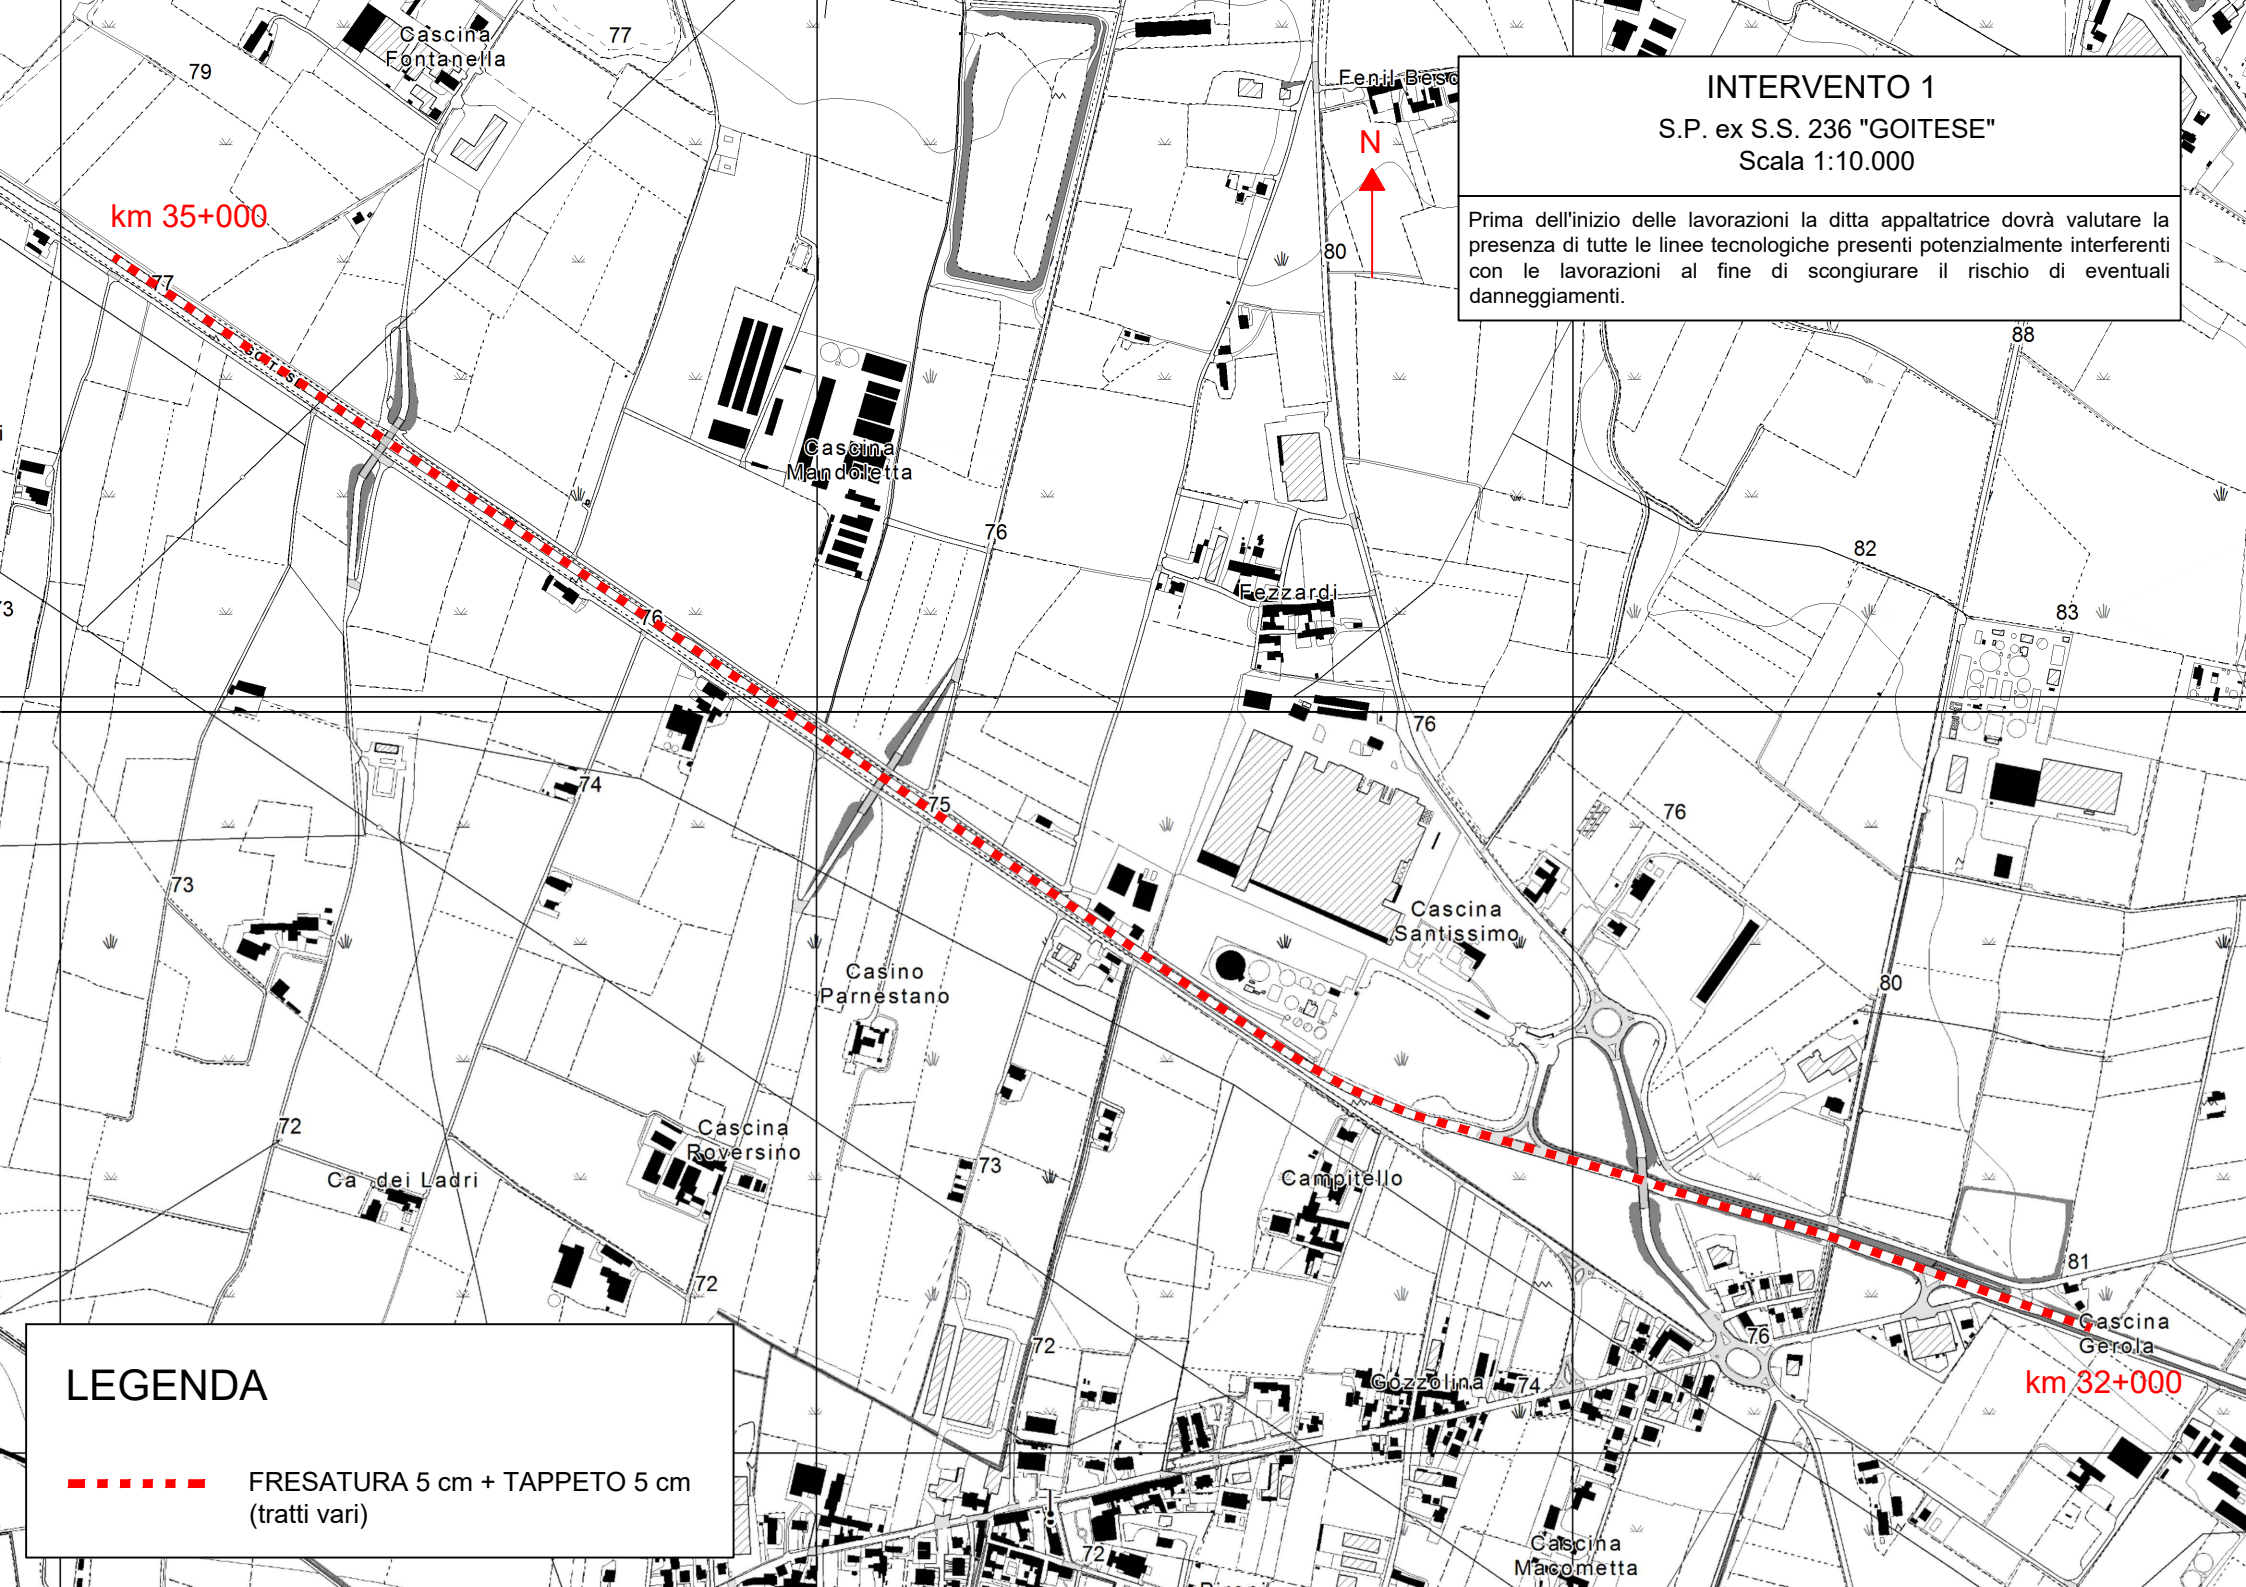 Cascina
Fontanella
77
79
Fenil Besc
INTERVENTO 1
S.P. ex S.S. 236 "GOITESE"
Scala 1:10.000
N
Prima dell'inizio delle lavorazioni la ditta appaltatrice dovrà valutare la
presenza di tutte le linee tecnologiche presenti potenzialmente interferenti
con le lavorazioni al fine di scongiurare il rischio di eventuali
danneggiamenti.
km 35+000
80
77
88
Cascina
Mandoletta
76
82
Fezzardi
83
76
76
74
75
76
73
Cascina
Santissimo
Casino
Parnestano
80
72
Cascina
Roversino
73
Ca' dei Ladri
Campitello
72
81
Cascina
Gerola
76
72
km 32+000
Gozzolina
74
LEGENDA
FRESATURA 5 cm + TAPPETO 5 cm
(tratti vari)
72
Cascina
Macometta